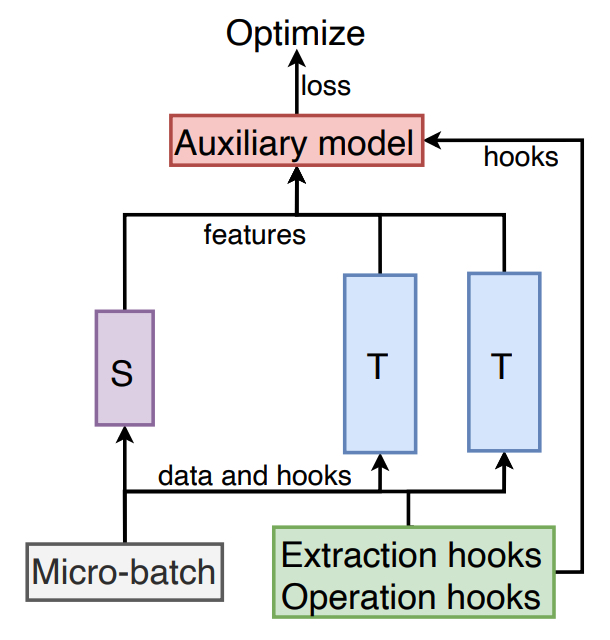 Optimize
loss
Auxiliary model
hooks
features
S
T
T
data and hooks
Micro-batch
Extraction hooks
Operation hooks